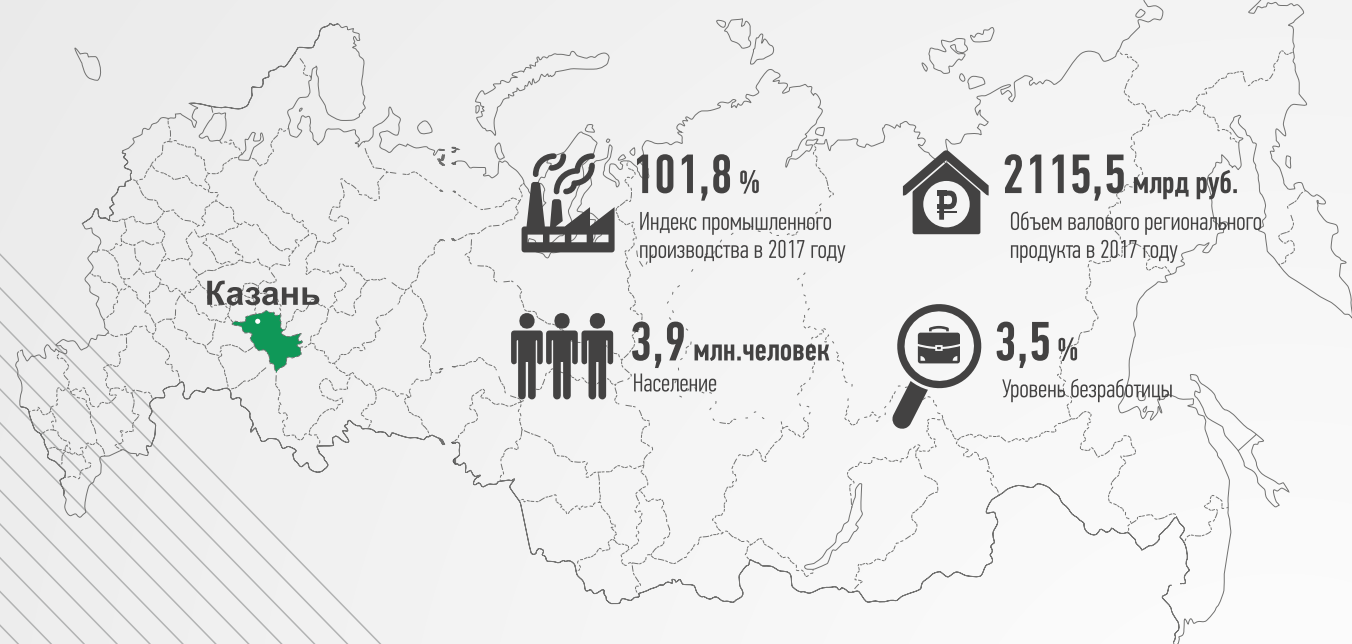 101,8 %
Индекс промышленного
производства в 2017 году
2115,5 млрд руб.
Объем валового регионального
продукта в 2017 году
Казань
3,9 млн.человек
Население
3,5 %
Уровень безработицы